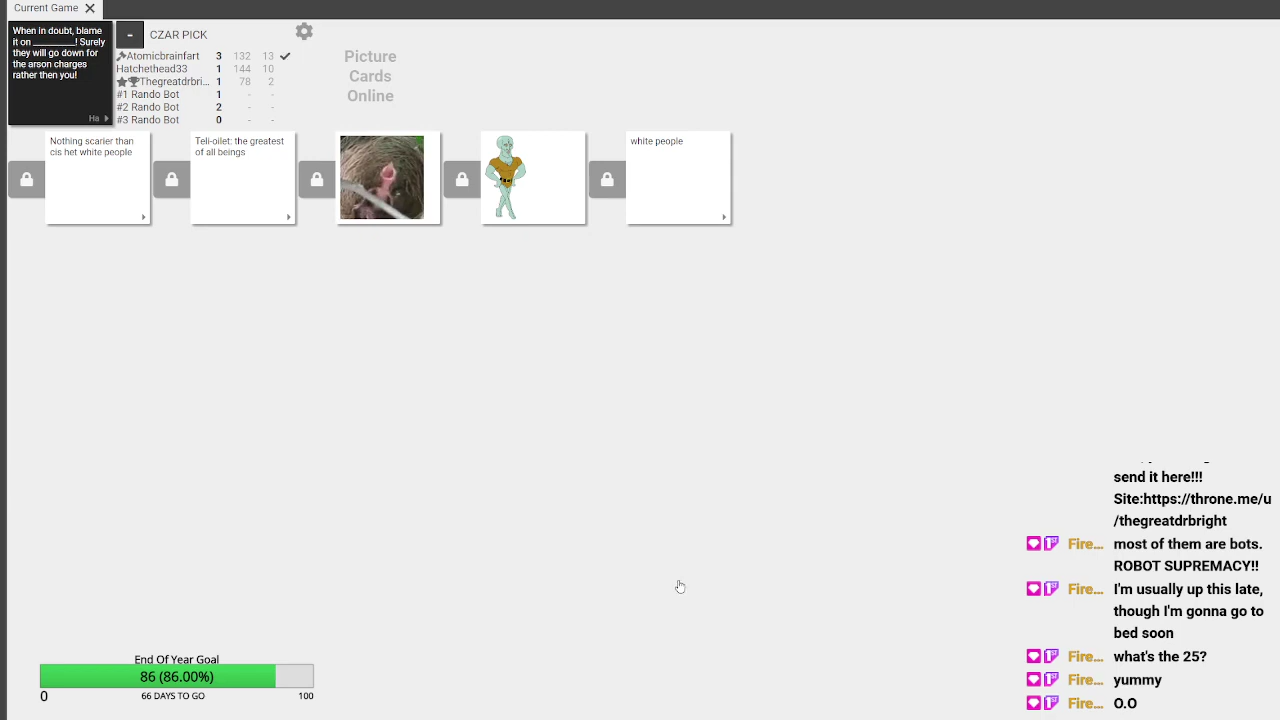 Current Game
When in doubt, blame
it on _______! Surely
they will go down for
the arson charges
rather then you!
Ha
-
CZAR PICK
Atomicbrainfart 3 132 13
Hatchethead33 1 144 10
Thegreatdrbri... 1 78 2
#1 Rando Bot 1 - -
#2 Rando Bot 2 - -
#3 Rando Bot 0 - -
Picture
Cards
Online
Nothing scarier than
cis het white people
Teli-oilet: the greatest
of all beings
white people
send it here!!!
Site:https://throne.me/u
/thegreatdrbright
Fire... most of them are bots.
ROBOT SUPREMACY!!
Fire... I'm usually up this late,
though I'm gonna go to
bed soon
Fire... what's the 25?
Fire... yummy
Fire... O.O
End Of Year Goal
86 (86.00%)
0 66 DAYS TO GO 100